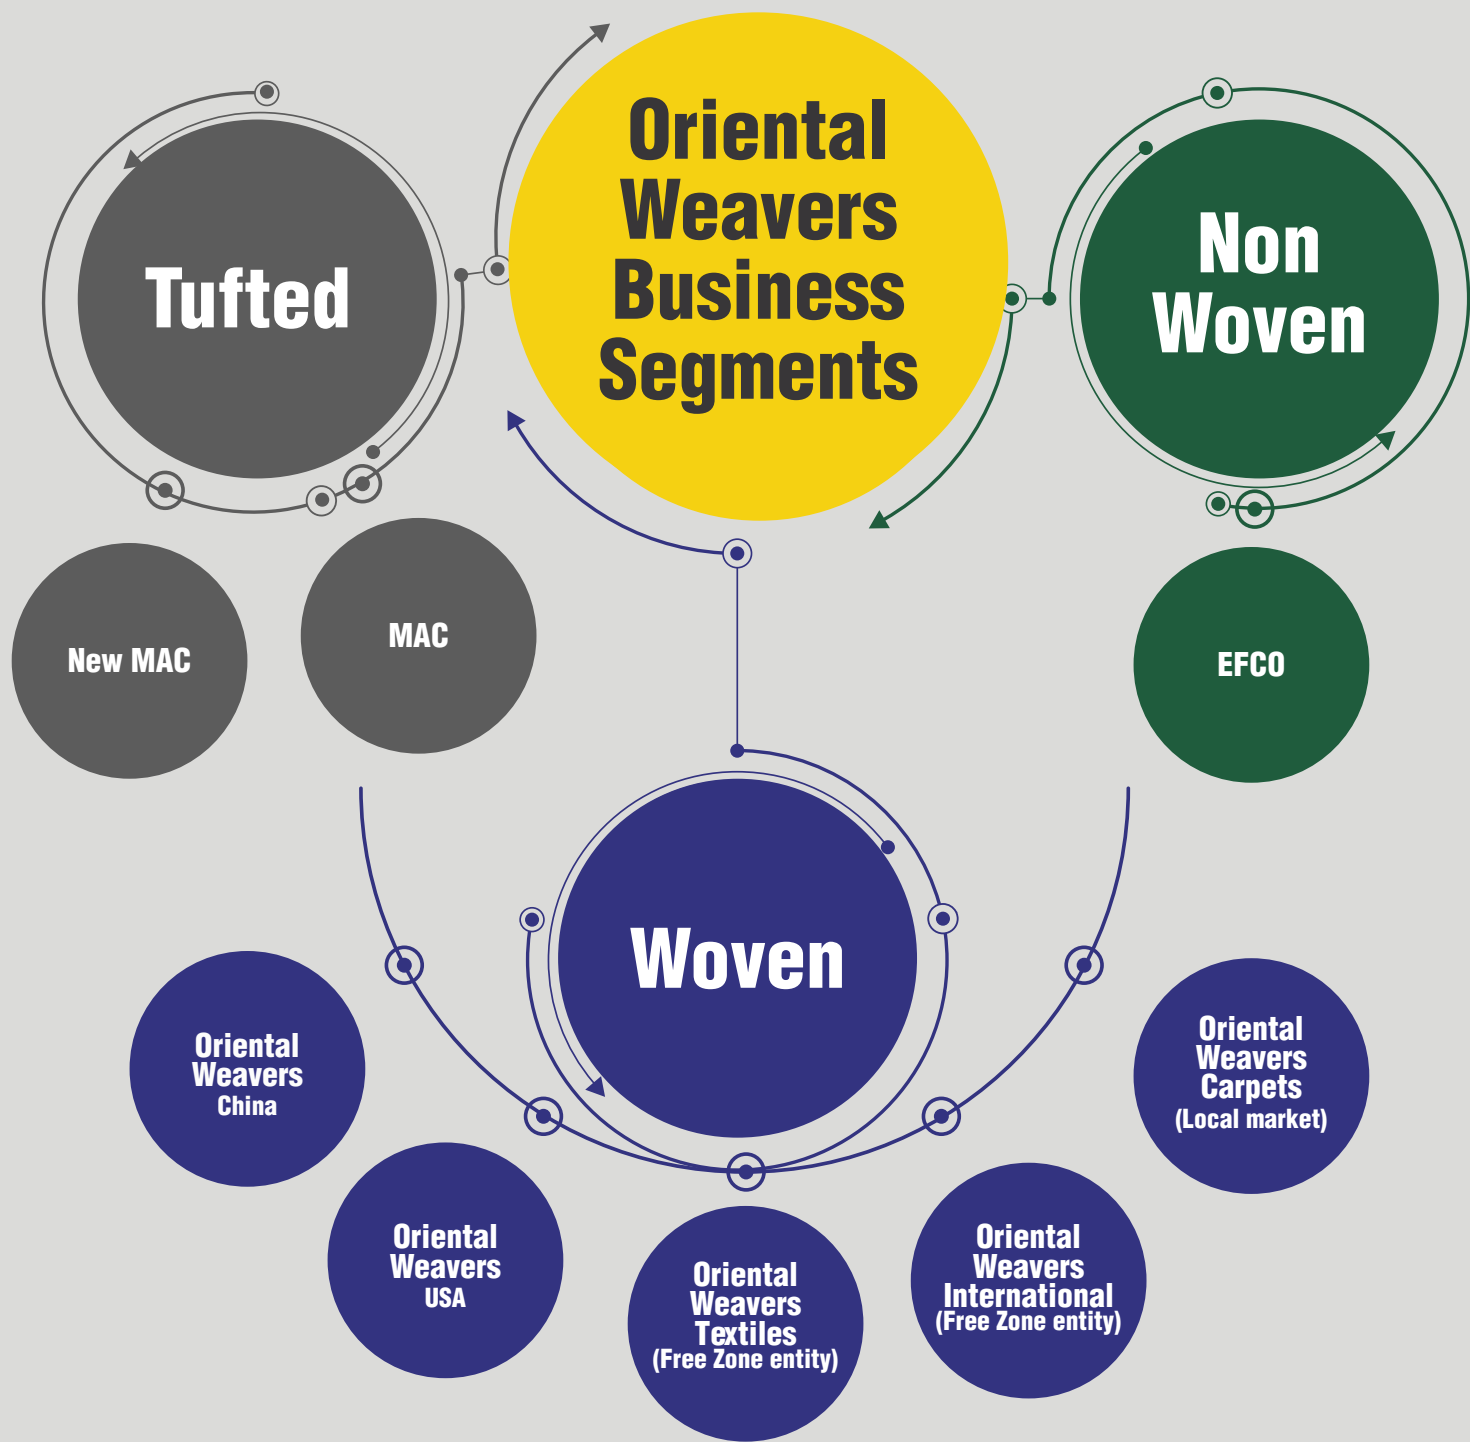 Oriental
Weavers
Business
Segments
Tufted
Non
Woven
New MAC
MAC
EFCO
Woven
Oriental
Weavers
China
Oriental
Weavers
USA
Oriental
Weavers
Textiles
(Free Zone entity)
Oriental
Weavers
International
(Free Zone entity)
Oriental
Weavers
Carpets
(Local market)